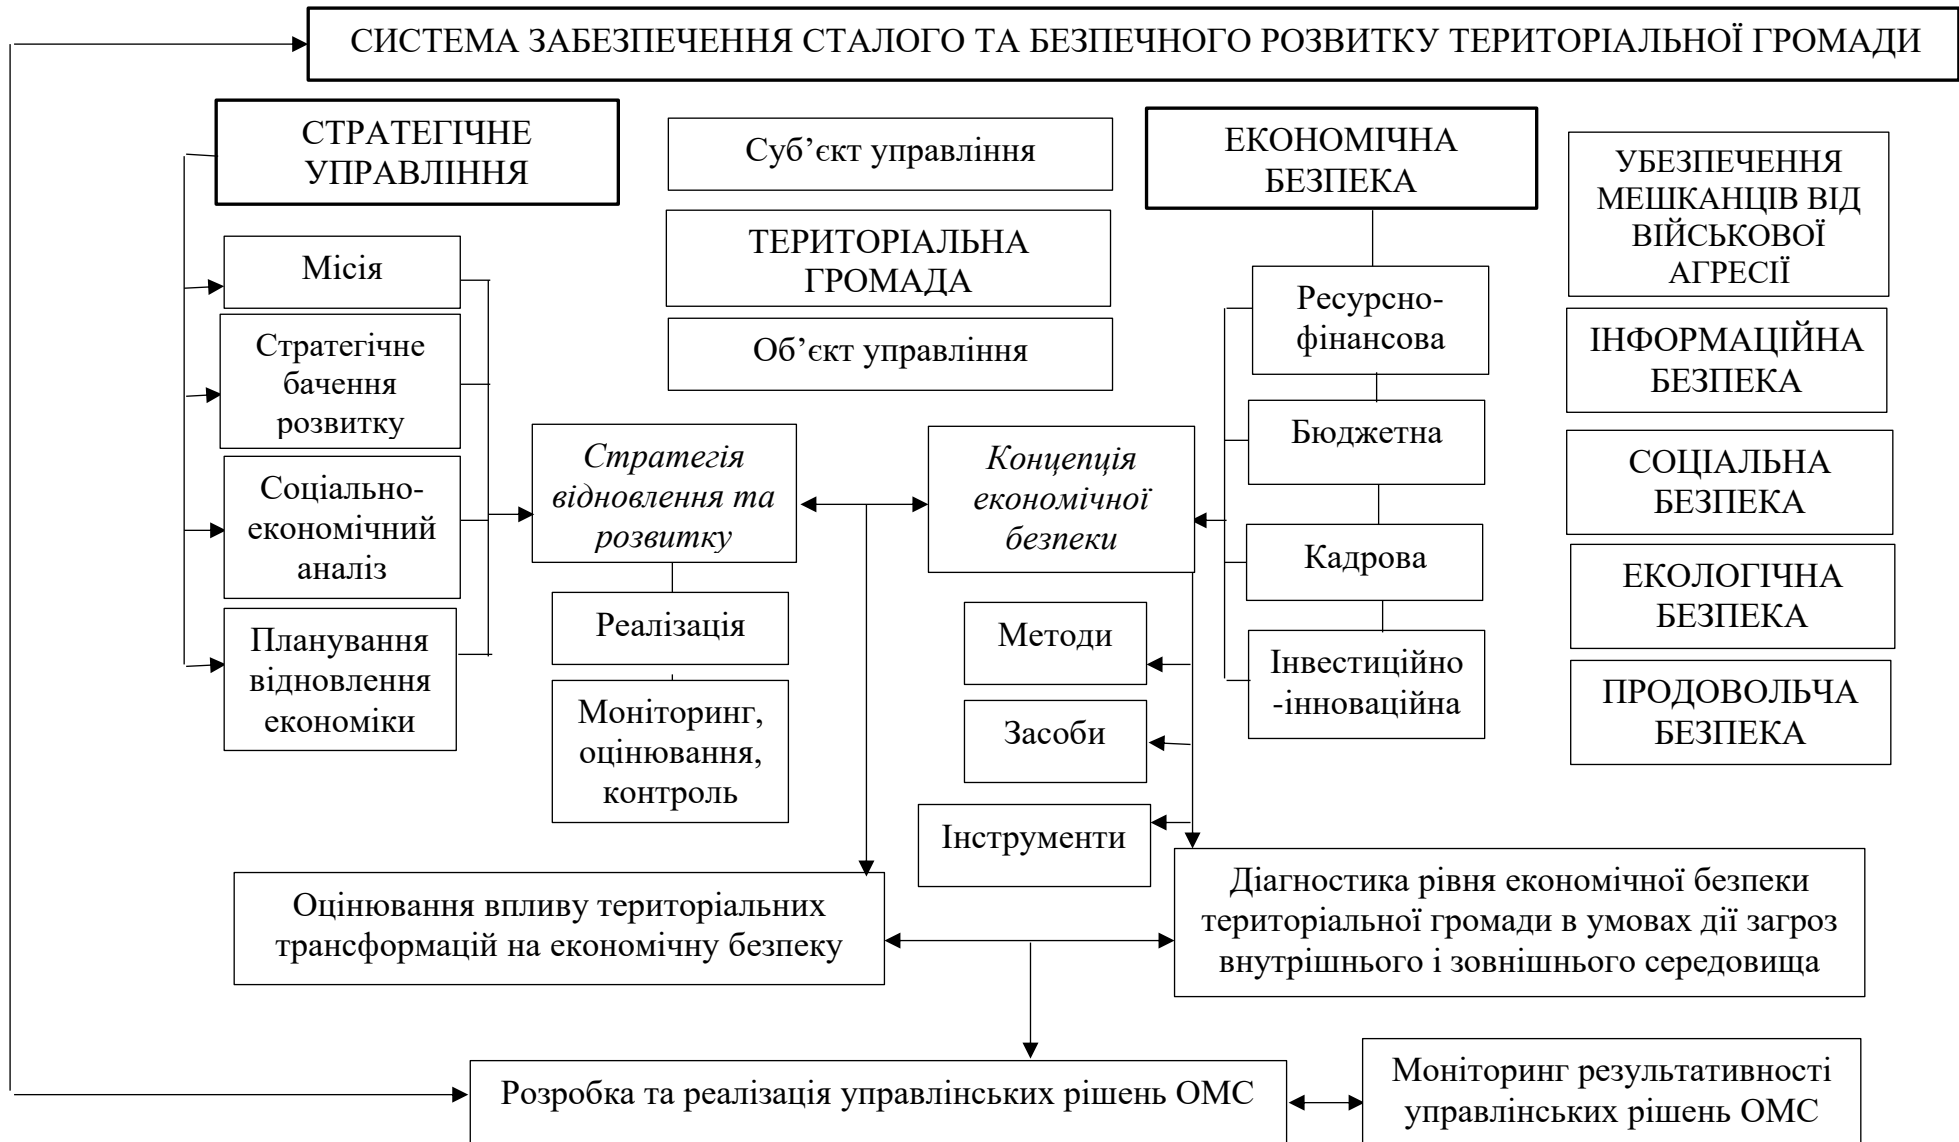 СИСТЕМА ЗАБЕЗПЕЧЕННЯ СТАЛОГО ТА БЕЗПЕЧНОГО РОЗВИТКУ ТЕРИТОРІАЛЬНОЇ ГРОМАДИ
СТРАТЕГІЧНЕ
УПРАВЛІННЯ
Місія
Стратегічне
бачення
розвитку
Соціально-
економічний
аналіз
Планування
відновлення
економіки
Суб’єкт управління
ТЕРИТОРІАЛЬНА
ГРОМАДА
Об’єкт управління
Стратегія
відновлення та
розвитку
Реалізація
Моніторинг,
оцінювання,
контроль
Концепція
економічної
безпеки
Методи
Засоби
Інструменти
ЕКОНОМІЧНА
БЕЗПЕКА
Ресурсно-
фінансова
Бюджетна
Кадрова
Інвестиційно
-інноваційна
УБЕЗПЕЧЕННЯ
МЕШКАНЦІВ ВІД
ВІЙСЬКОВОЇ
АГРЕСІЇ
ІНФОРМАЦІЙНА
БЕЗПЕКА
СОЦІАЛЬНА
БЕЗПЕКА
ЕКОЛОГІЧНА
БЕЗПЕКА
ПРОДОВОЛЬЧА
БЕЗПЕКА
Оцінювання впливу територіальних
трансформацій на економічну безпеку
Діагностика рівня економічної безпеки
територіальної громади в умовах дії загроз
внутрішнього і зовнішнього середовища
Розробка та реалізація управлінських рішень ОМС
Моніторинг результативності
управлінських рішень ОМС